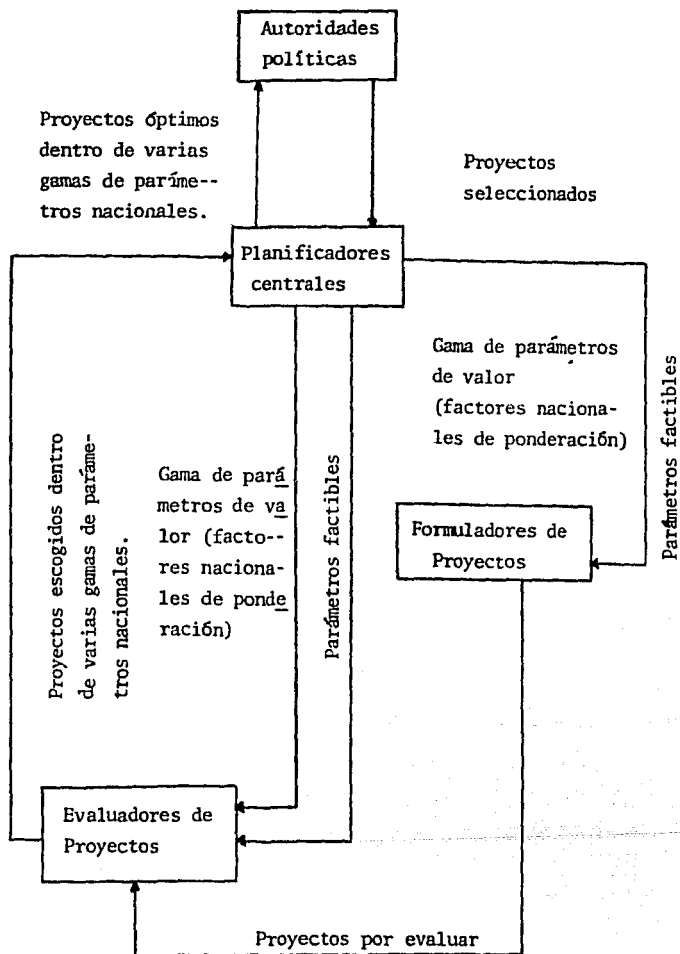 Autoridades
políticas
Proyectos óptimos
dentro de varias
gamas de paríme--
tros nacionales.
Proyectos
seleccionados
Planificadores
centrales
Gama de parámetros
de valor
(factores naciona-
les de ponderación)
Parámetros factibles
Proyectos escogidos dentro
de varias gamas de paráme-
tros nacionales.
Gama de pará
metros de va
lor (facto--
res naciona-
les de ponde
ración)
Parámetros factibles
Formuladores de
Proyectos
Evaluadores de
Proyectos
Proyectos por evaluar